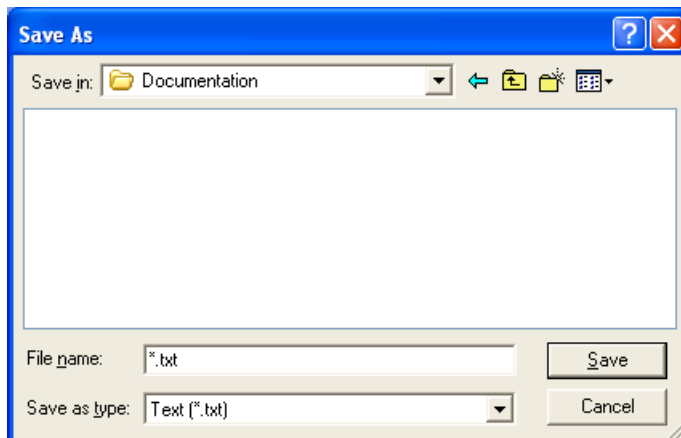 Save As
Save in: Documentation
File name: *.txt Save
Save as type: Text (*.txt) Cancel